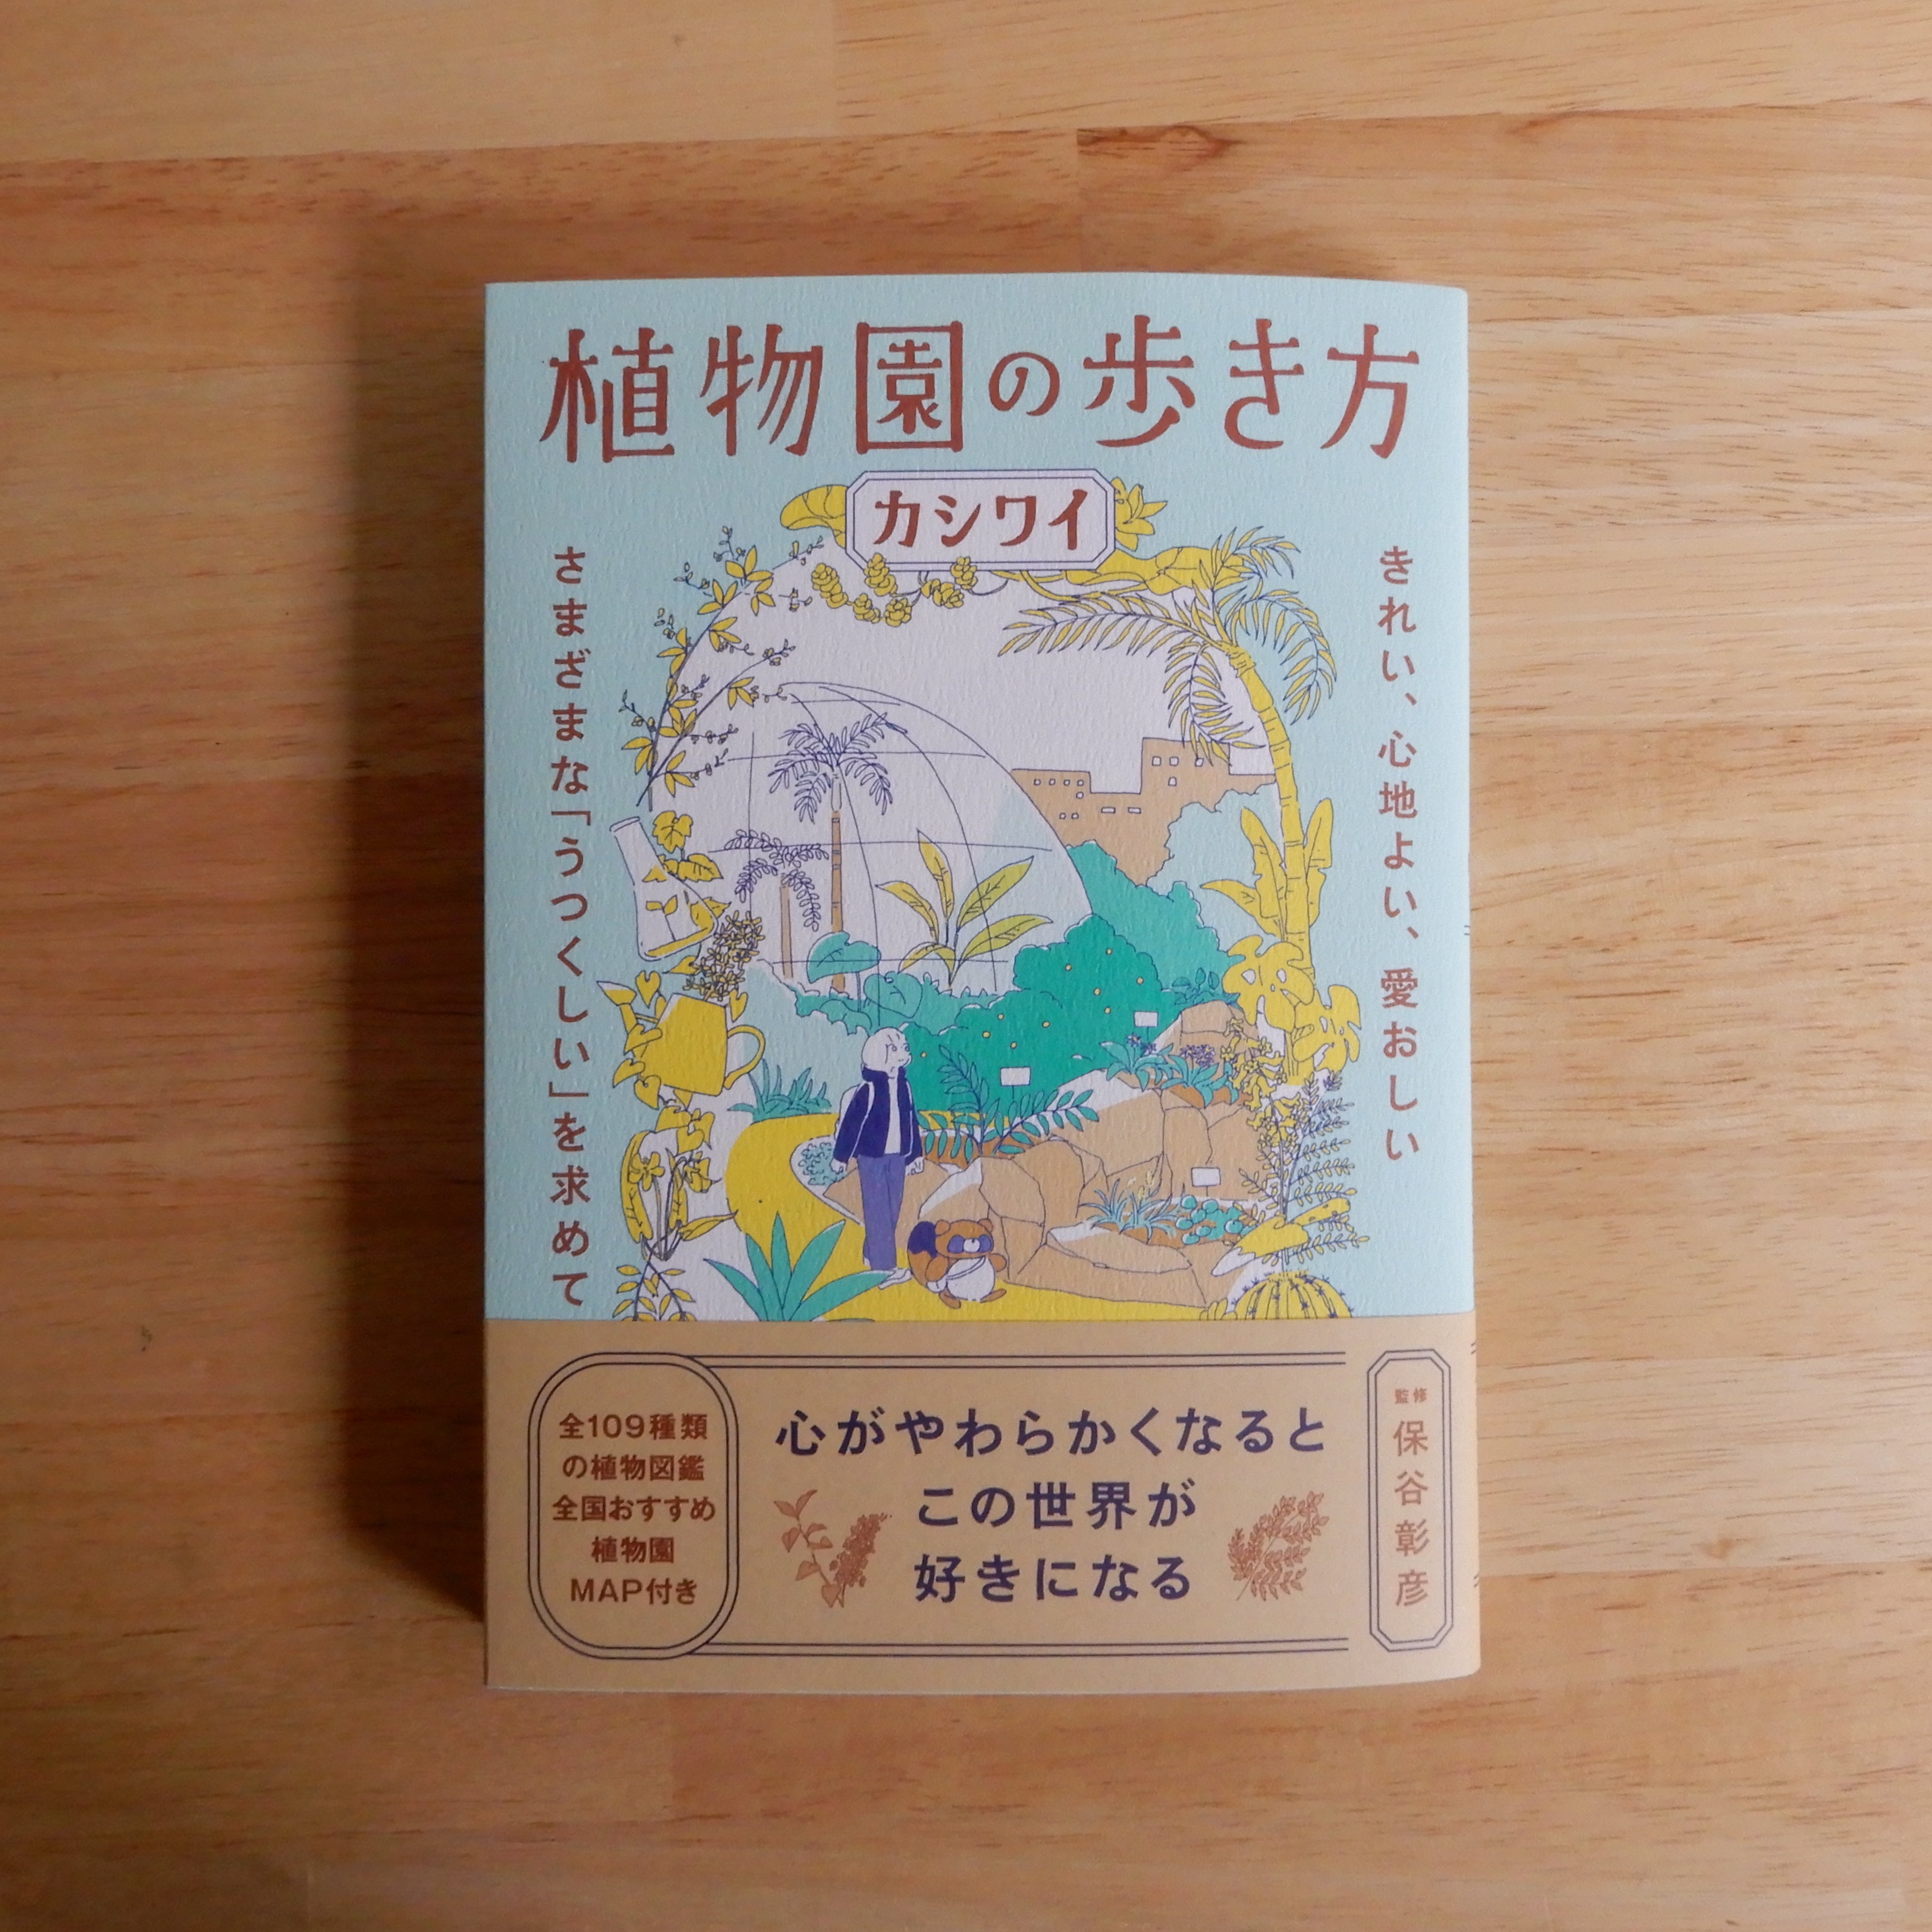 植物園の歩き方
カシワイ
きれい、心地よい、愛おしい
さまざまな「うつくしい」を求めて
全109種類
の植物図鑑
全国おすすめ
植物園
MAP付き
心がやわらかくなると
この世界が
好きになる
監修
保谷彰彦